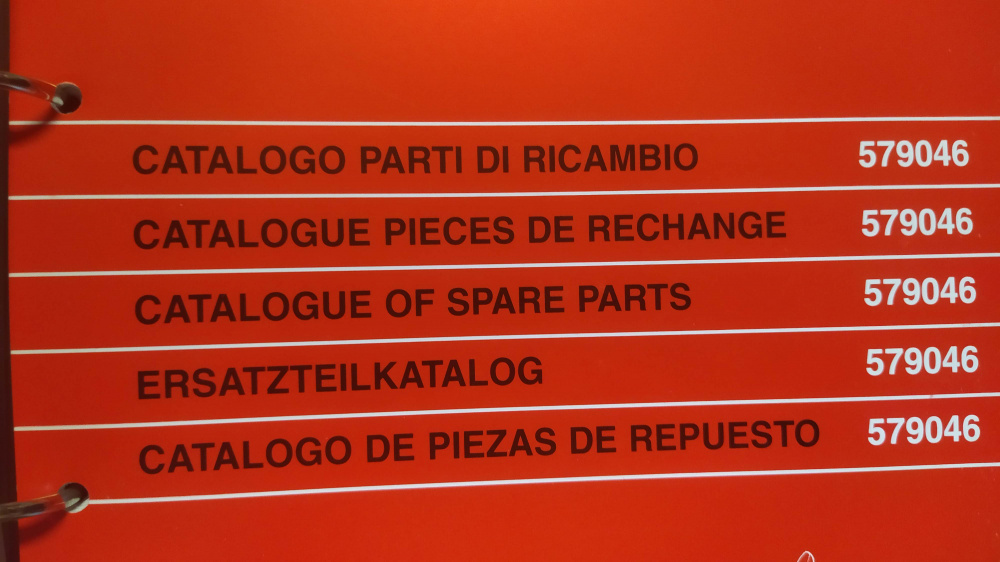 CATALOGO PARTI DI RICAMBIO 579046
CATALOGUE PIECES DE RECHANGE 579046
CATALOGUE OF SPARE PARTS 579046
ERSATZTEILKATALOG 579046
CATALOGO DE PIEZAS DE REPUESTO 579046